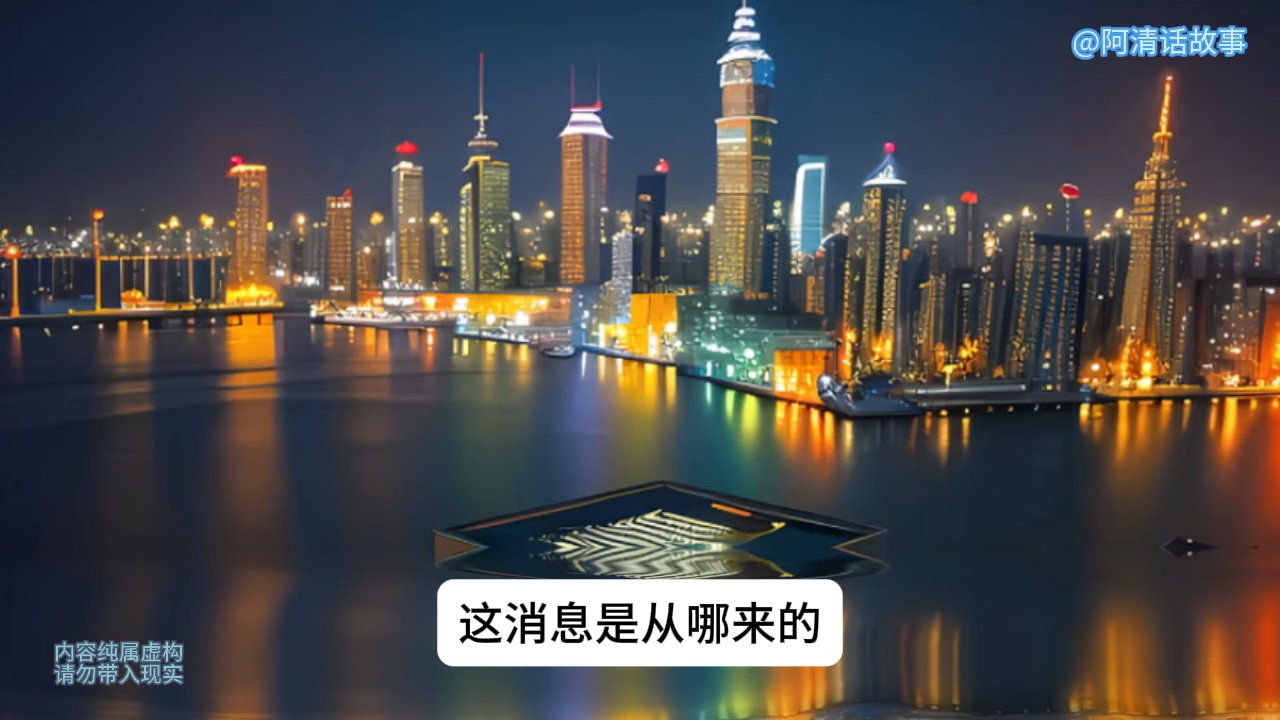 @阿清话故事
这消息是从哪来的
内容纯属虚构
请勿带入现实